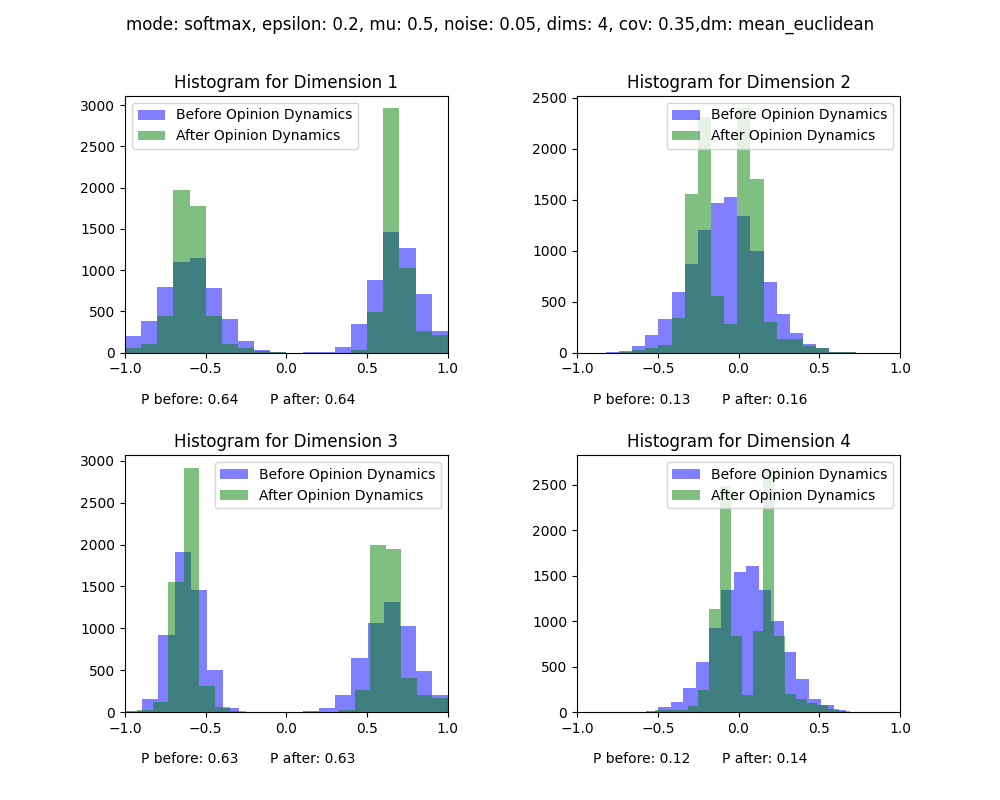 mode: softmax, epsilon: 0.2, mu: 0.5, noise: 0.05, dims: 4, cov: 0.35,dm: mean_euclidean
Histogram for Dimension 1
Before Opinion Dynamics
After Opinion Dynamics
3000
2500
2000
1500
1000
500
0
−1.0 −0.5 0.0 0.5 1.0
P before: 0.64 P after: 0.64
Histogram for Dimension 2
Before Opinion Dynamics
After Opinion Dynamics
2500
2000
1500
1000
500
0
−1.0 −0.5 0.0 0.5 1.0
P before: 0.13 P after: 0.16
Histogram for Dimension 3
Before Opinion Dynamics
After Opinion Dynamics
3000
2500
2000
1500
1000
500
0
−1.0 −0.5 0.0 0.5 1.0
P before: 0.63 P after: 0.63
Histogram for Dimension 4
Before Opinion Dynamics
After Opinion Dynamics
2500
2000
1500
1000
500
0
−1.0 −0.5 0.0 0.5 1.0
P before: 0.12 P after: 0.14